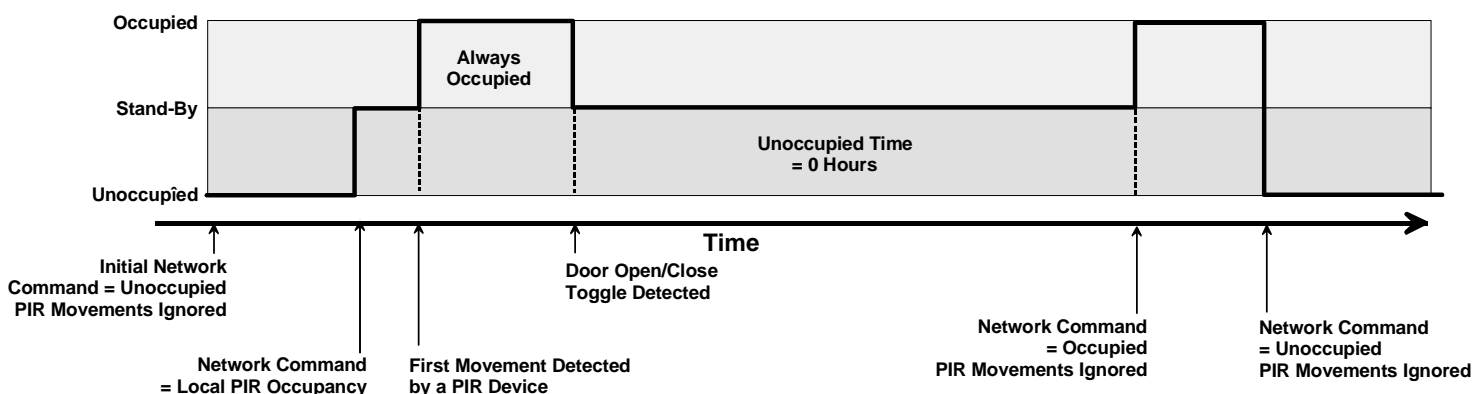 Occupied
Always
Occupied
Stand-By
Unoccupied Time
= 0 Hours
Unoccupîed
Time
Initial Network
Command = Unoccupied
PIR Movements Ignored
Network Command
= Local PIR Occupancy
First Movement Detected
by a PIR Device
Door Open/Close
Toggle Detected
Network Command
= Occupied
PIR Movements Ignored
Network Command
= Unoccupied
PIR Movements Ignored